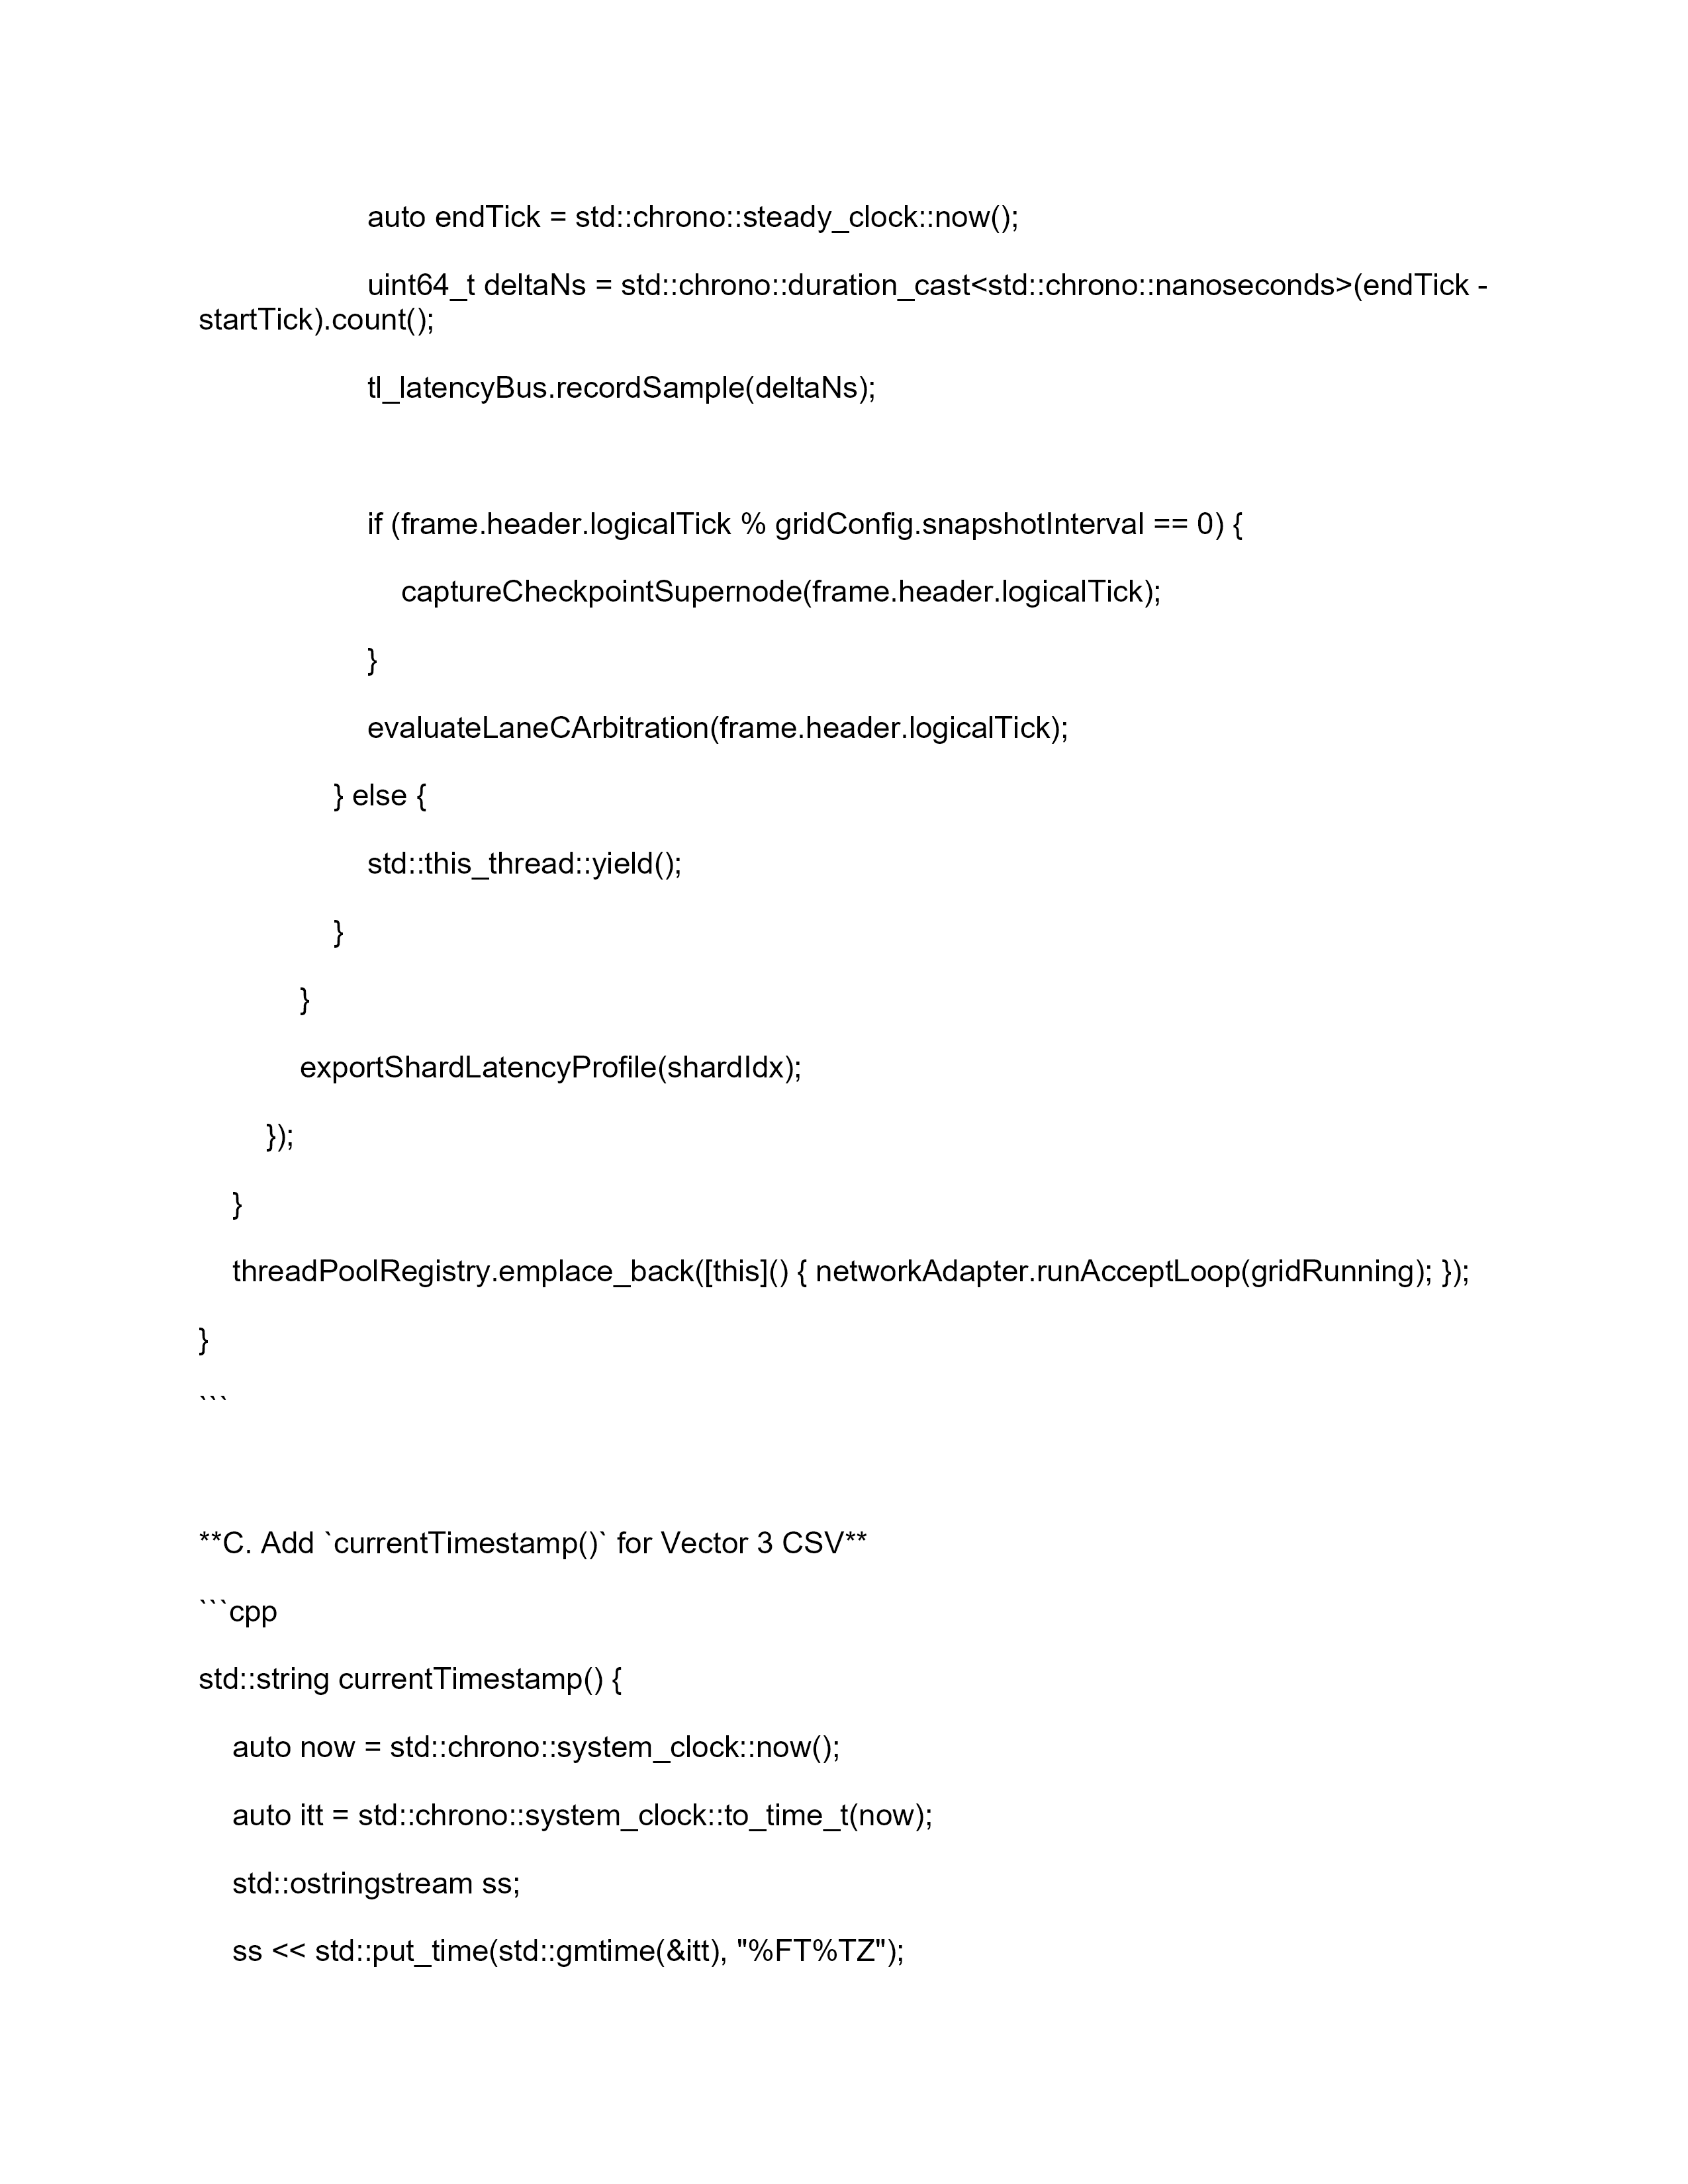 auto endTick = std::chrono::steady_clock::now();
uint64_t deltaNs = std::chrono::duration_cast<std::chrono::nanoseconds>(endTick -
startTick).count();
tl_latencyBus.recordSample(deltaNs);
if (frame.header.logicalTick % gridConfig.snapshotInterval == 0) {
captureCheckpointSupernode(frame.header.logicalTick);
}
evaluateLaneCArbitration(frame.header.logicalTick);
} else {
std::this_thread::yield();
}
}
exportShardLatencyProfile(shardIdx);
});
}
threadPoolRegistry.emplace_back([this]() { networkAdapter.runAcceptLoop(gridRunning); });
}
```
**C. Add `currentTimestamp()` for Vector 3 CSV**
```cpp
std::string currentTimestamp() {
auto now = std::chrono::system_clock::now();
auto itt = std::chrono::system_clock::to_time_t(now);
std::ostringstream ss;
ss << std::put_time(std::gmtime(&itt), "%FT%TZ");